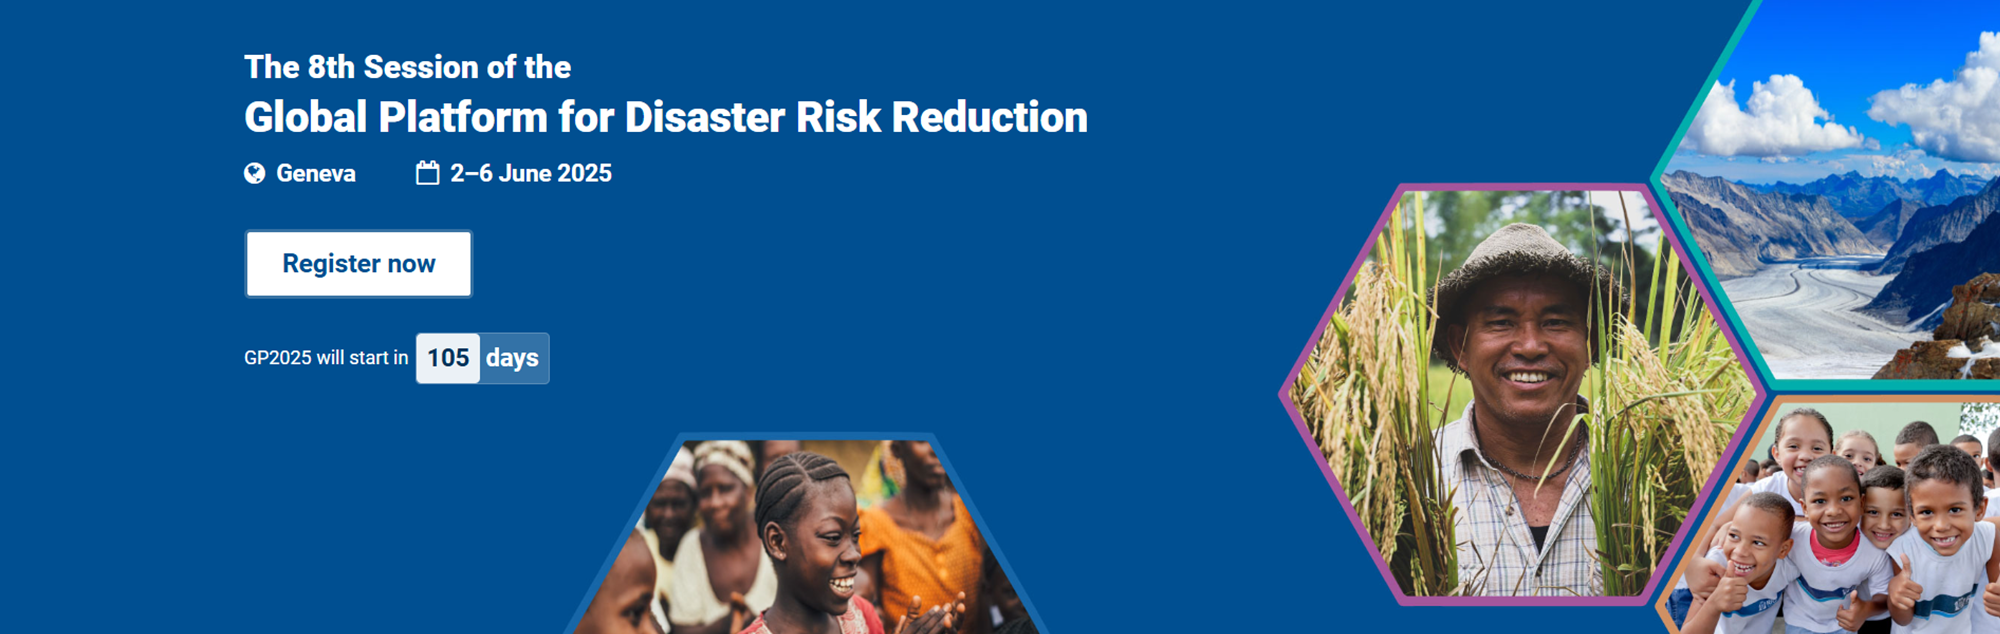 The 8th Session of the
Global Platform for Disaster Risk Reduction
Geneva 2–6 June 2025
Register now
GP2025 will start in 105 days